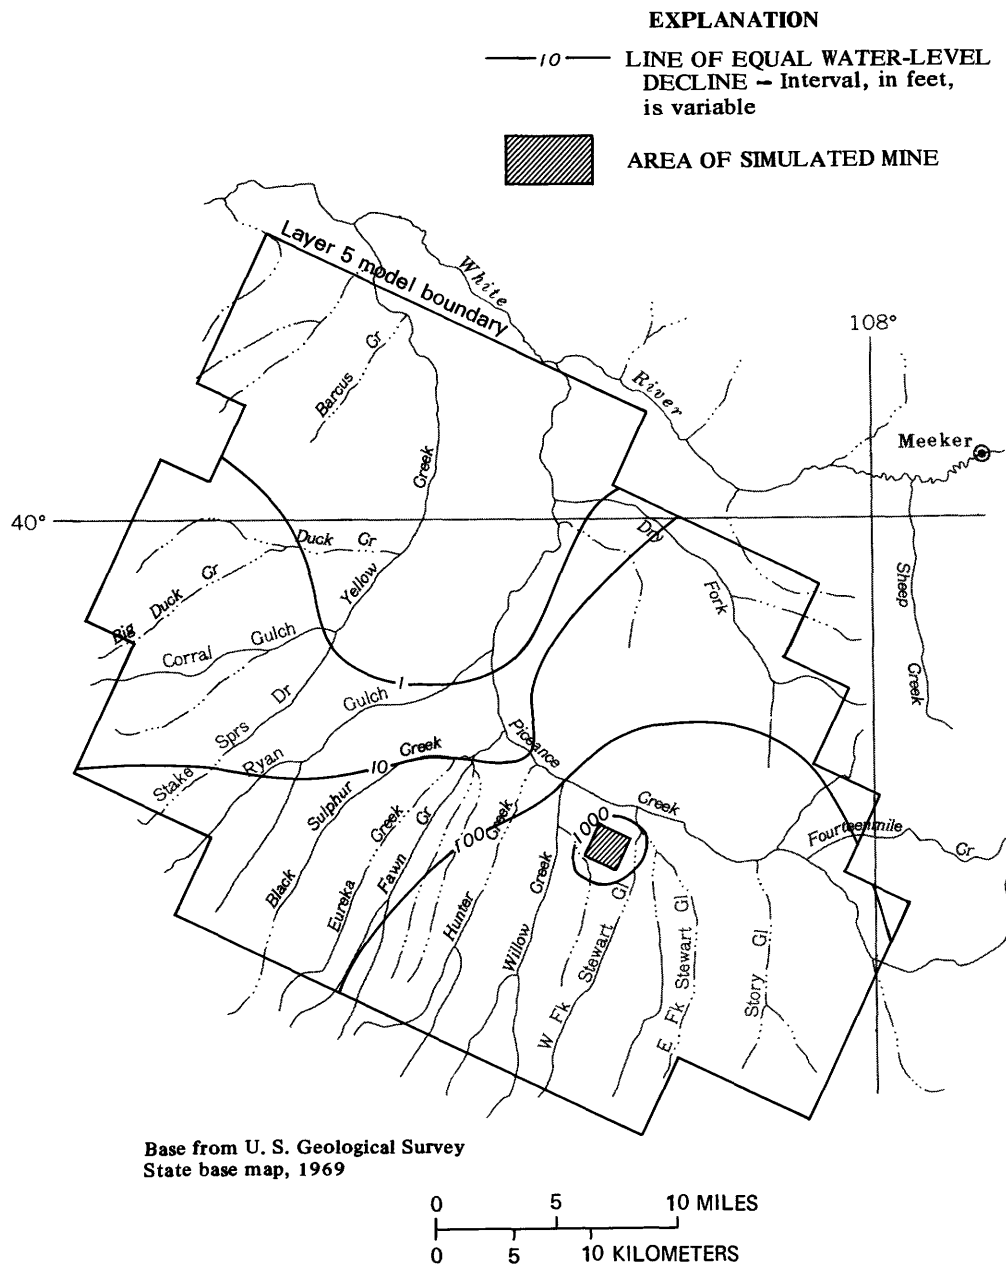 EXPLANATION
—10— LINE OF EQUAL WATER-LEVEL
DECLINE – Interval, in feet,
is variable
AREA OF SIMULATED MINE
Layer 5 model boundary
White
River
108°
Meeker
Barcus Gr
Creek
40°
Duck Gr
Dry
Big Duck Gr
Yellow
Fork
Sheep
Creek
Corral Gulch
1
Gulch
Stake Sprs Dr
Ryan
Piceance
Creek
10
Sulphur
Creek
Creek
Gr
Creek
1000
Fourteenmile
Gr
100
Black
Eureka
Fawn
Hunter
Willow
Creek
W Fk Stewart Gl
E Fk Stewart Gl
Story Gl
Base from U. S. Geological Survey
State base map, 1969
0 5 10 MILES
0 5 10 KILOMETERS